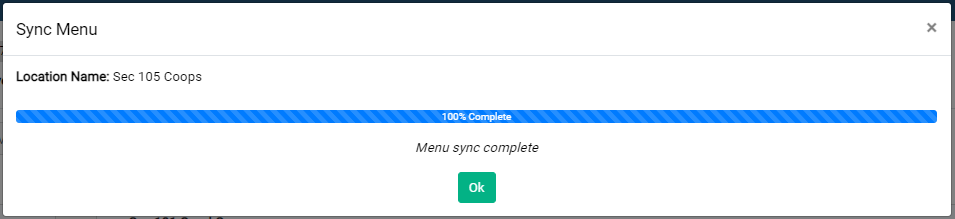 Sync Menu ×
Location Name: Sec 105 Coops
100% Complete
Menu sync complete
Ok